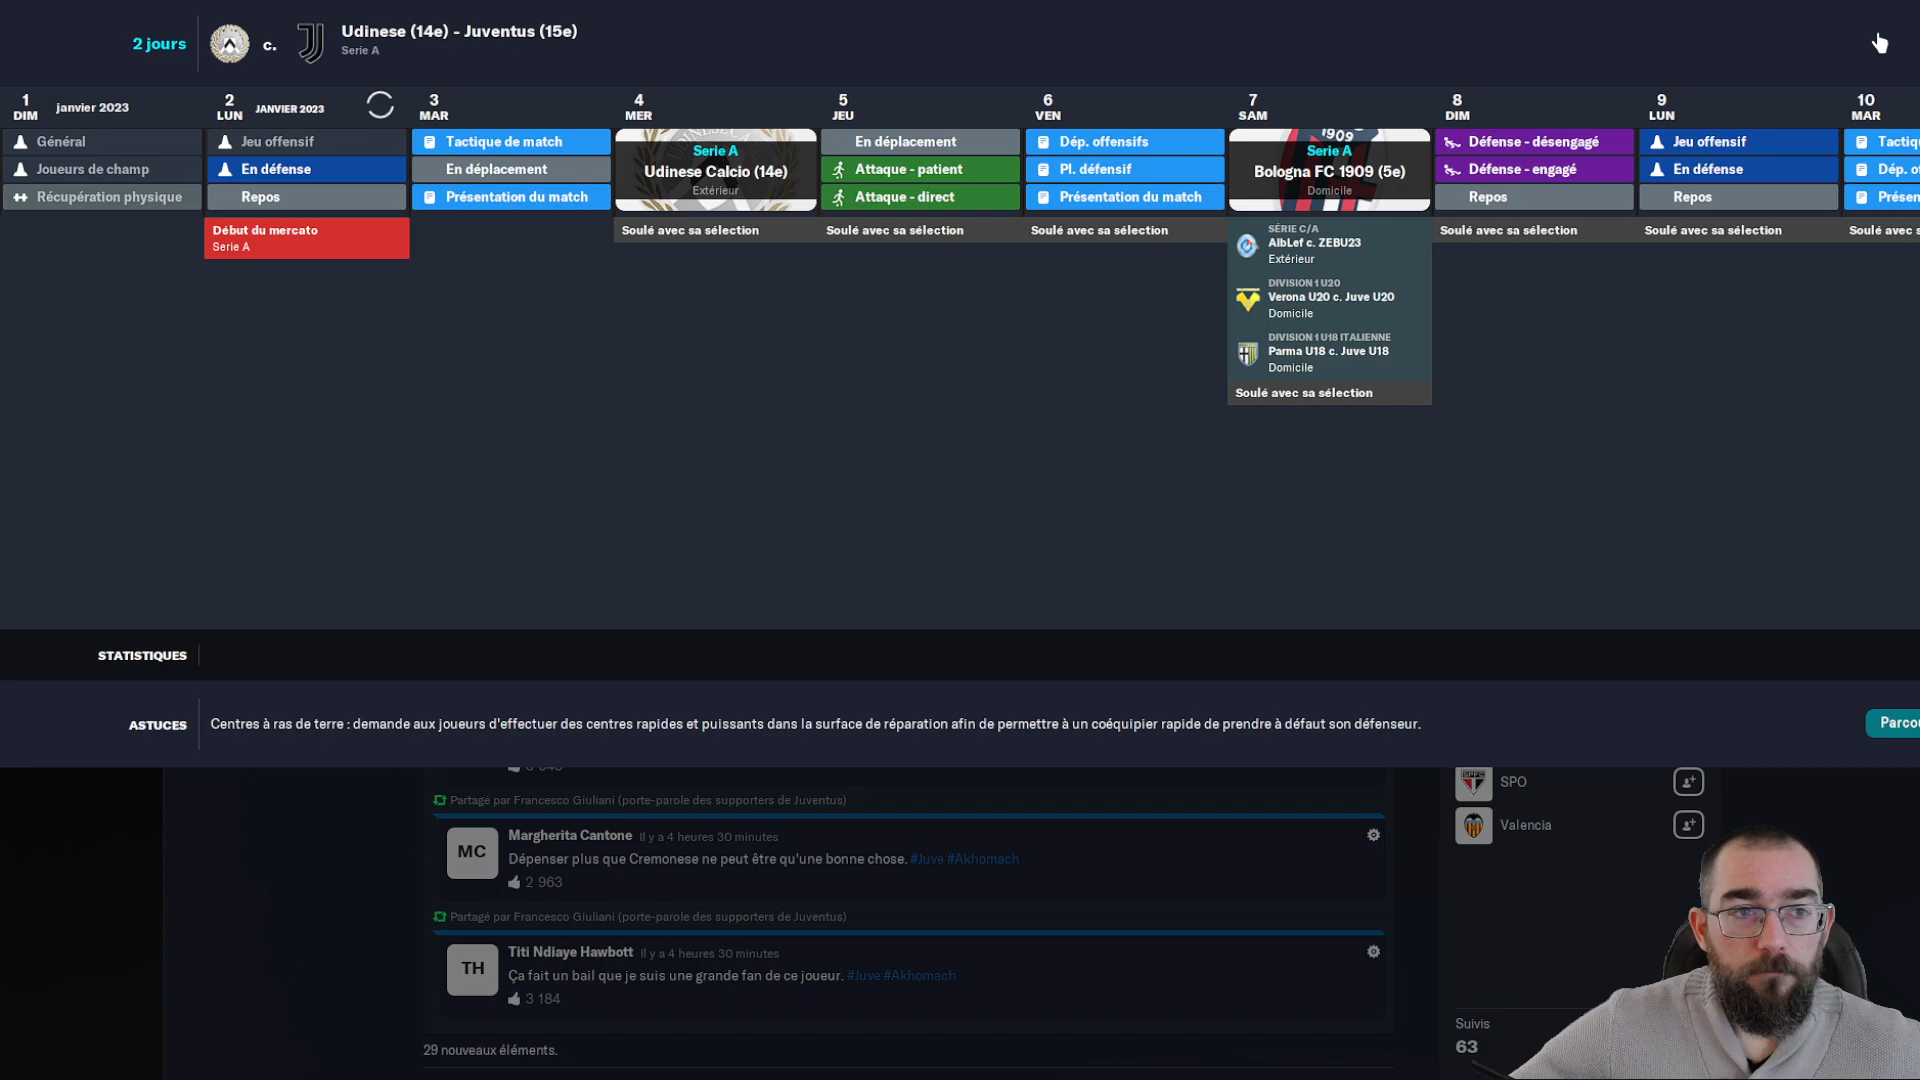 2 jours
c.
Udinese (14e) - Juventus (15e)
Serie A
1
DIM
janvier 2023
2
LUN
JANVIER 2023
3
MAR
4
MER
5
JEU
6
VEN
7
SAM
8
DIM
9
LUN
10
MAR
Général
Joueurs de champ
Récupération physique
Jeu offensif
En défense
Repos
Début du mercato
Serie A
Tactique de match
En déplacement
Présentation du match
Serie A
Udinese Calcio (14e)
Extérieur
Soulé avec sa sélection
En déplacement
Attaque - patient
Attaque - direct
Soulé avec sa sélection
Dép. offensifs
Pl. défensif
Présentation du match
Soulé avec sa sélection
1909
Serie A
Bologna FC 1909 (5e)
Domicile
SÉRIE C/A
AlbLef c. ZEBU23
Extérieur
DIVISION 1 U20
Verona U20 c. Juve U20
Domicile
DIVISION 1 U18 ITALIENNE
Parma U18 c. Juve U18
Domicile
Soulé avec sa sélection
Défense - désengagé
Défense - engagé
Repos
Soulé avec sa sélection
Jeu offensif
En défense
Repos
Soulé avec sa sélection
Tactiq
Dép. o
Présen
Soulé avec s
STATISTIQUES
ASTUCES
Centres à ras de terre : demande aux joueurs d'effectuer des centres rapides et puissants dans la surface de réparation afin de permettre à un coéquipier rapide de prendre à défaut son défenseur.
Parcou
Partagé par Francesco Giuliani (porte-parole des supporters de Juventus)
MC
Margherita Cantone Il y a 4 heures 30 minutes
Dépenser plus que Cremonese ne peut être qu'une bonne chose. #Juve #Akhomach
2 963
Partagé par Francesco Giuliani (porte-parole des supporters de Juventus)
TH
Titi Ndiaye Hawbott Il y a 4 heures 30 minutes
Ça fait un bail que je suis une grande fan de ce joueur. #Juve #Akhomach
3 184
29 nouveaux éléments.
SPFC
SPO
Valencia
Suivis
63